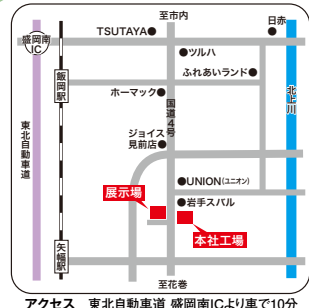 至市内
日赤
TSUTAYA
盛岡南
IC
ツルハ
ふれあいランド
飯岡駅
ホーマック
国道4号
北上川
東北自動車道
ジョイス
見前店
UNION(ユニオン)
展示場
岩手スバル
本社工場
矢幅駅
至花巻
アクセス 東北自動車道 盛岡南ICより車で10分